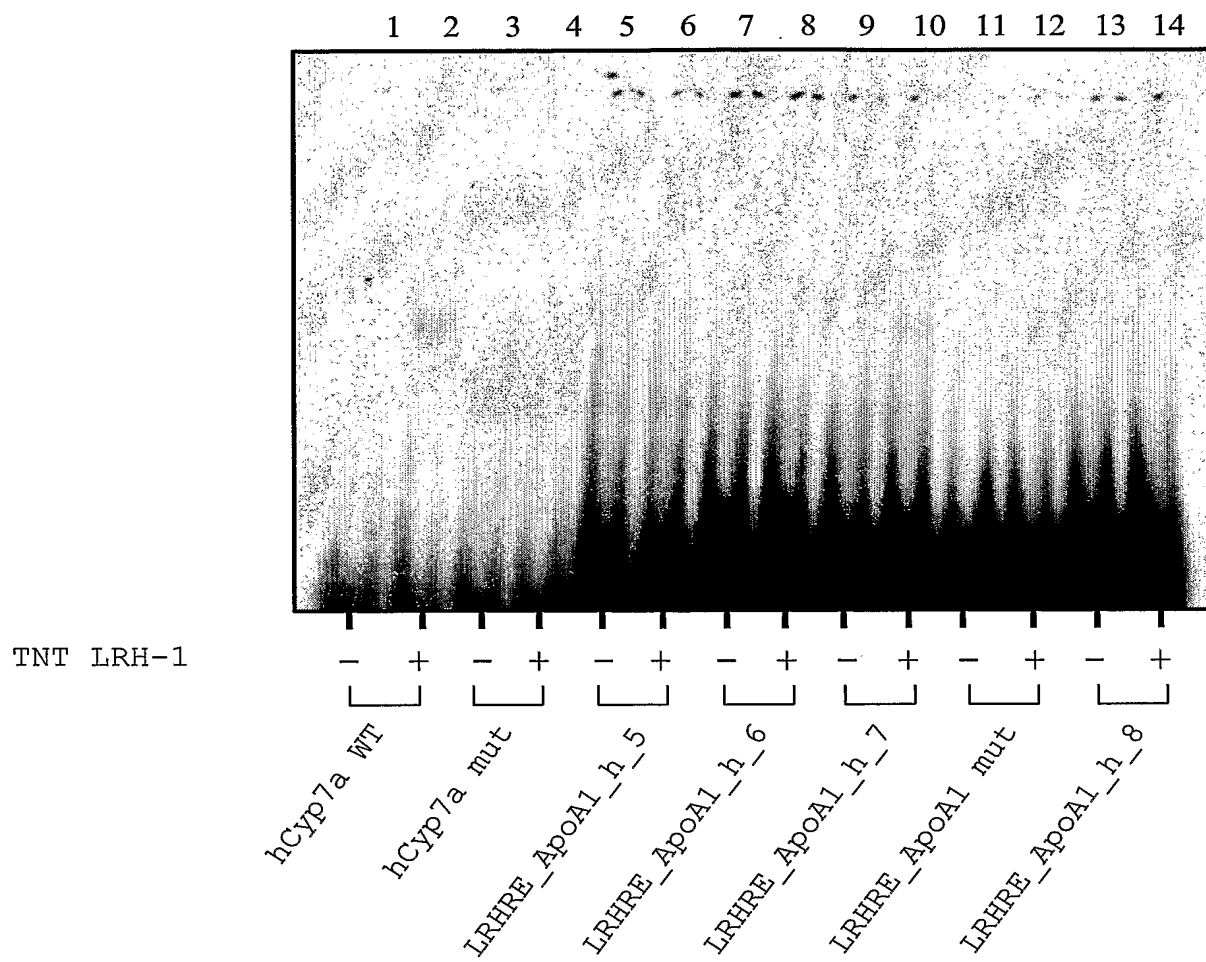 1 2 3 4 5 6 7 8 9 10 11 12 13 14
TNT LRH-1 - + - + - + - + - + - + - +
hCyp7a WT
hCyp7a mut
LRHRE_ApoA1_h_5
LRHRE_ApoA1_h_6
LRHRE_ApoA1_h_7
LRHRE_ApoA1 mut
LRHRE_ApoA1_h_8